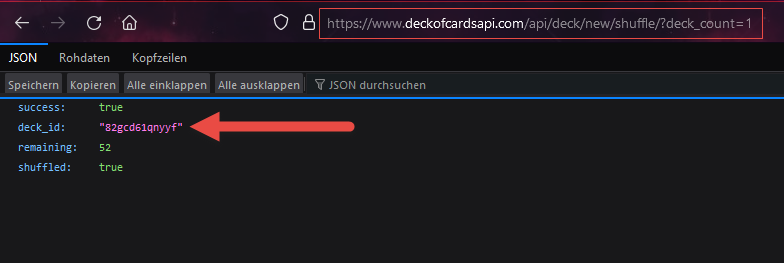 https://www.deckofcardsapi.com/api/deck/new/shuffle/?deck_count=1
JSON Rohdaten Kopfzeilen
Speichern Kopieren Alle einklappen Alle ausklappen JSON durchsuchen
success: true
deck_id: "82gcd61qnyyf"
remaining: 52
shuffled: true